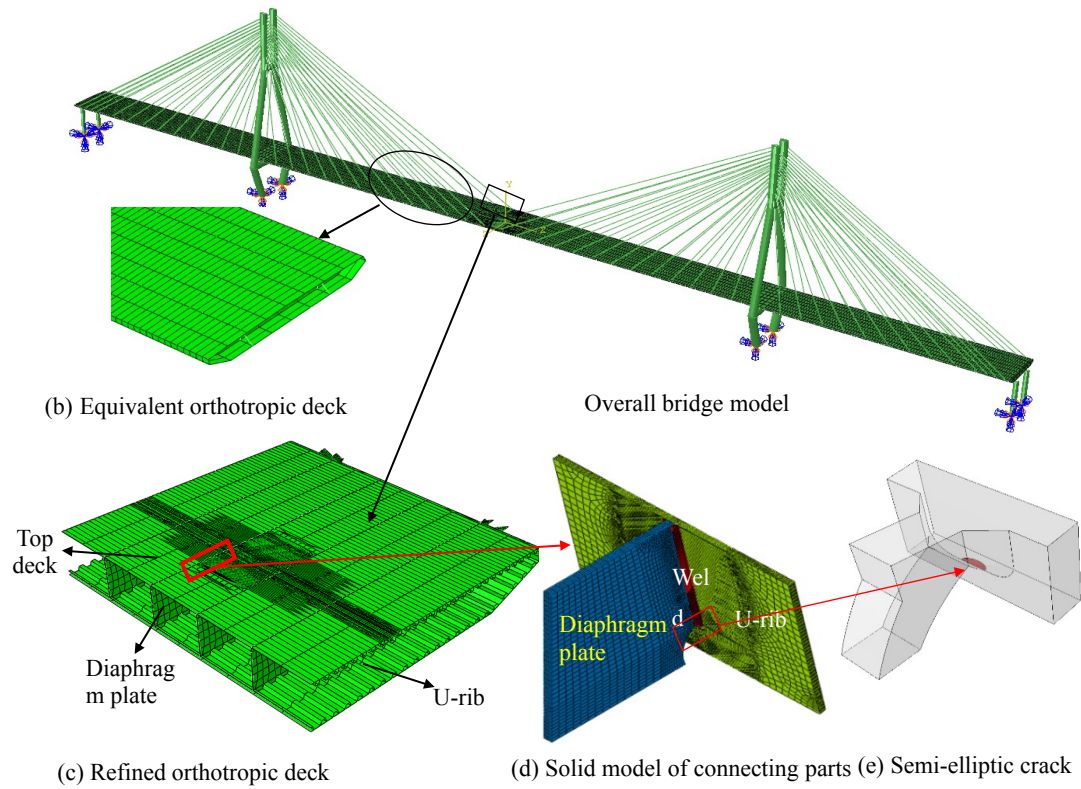 Y
(b) Equivalent orthotropic deck
Overall bridge model
Top
deck
Diaphrag
m plate
U-rib
(c) Refined orthotropic deck
Wel
d
Diaphragm
plate
U-rib
(d) Solid model of connecting parts
(e) Semi-elliptic crack